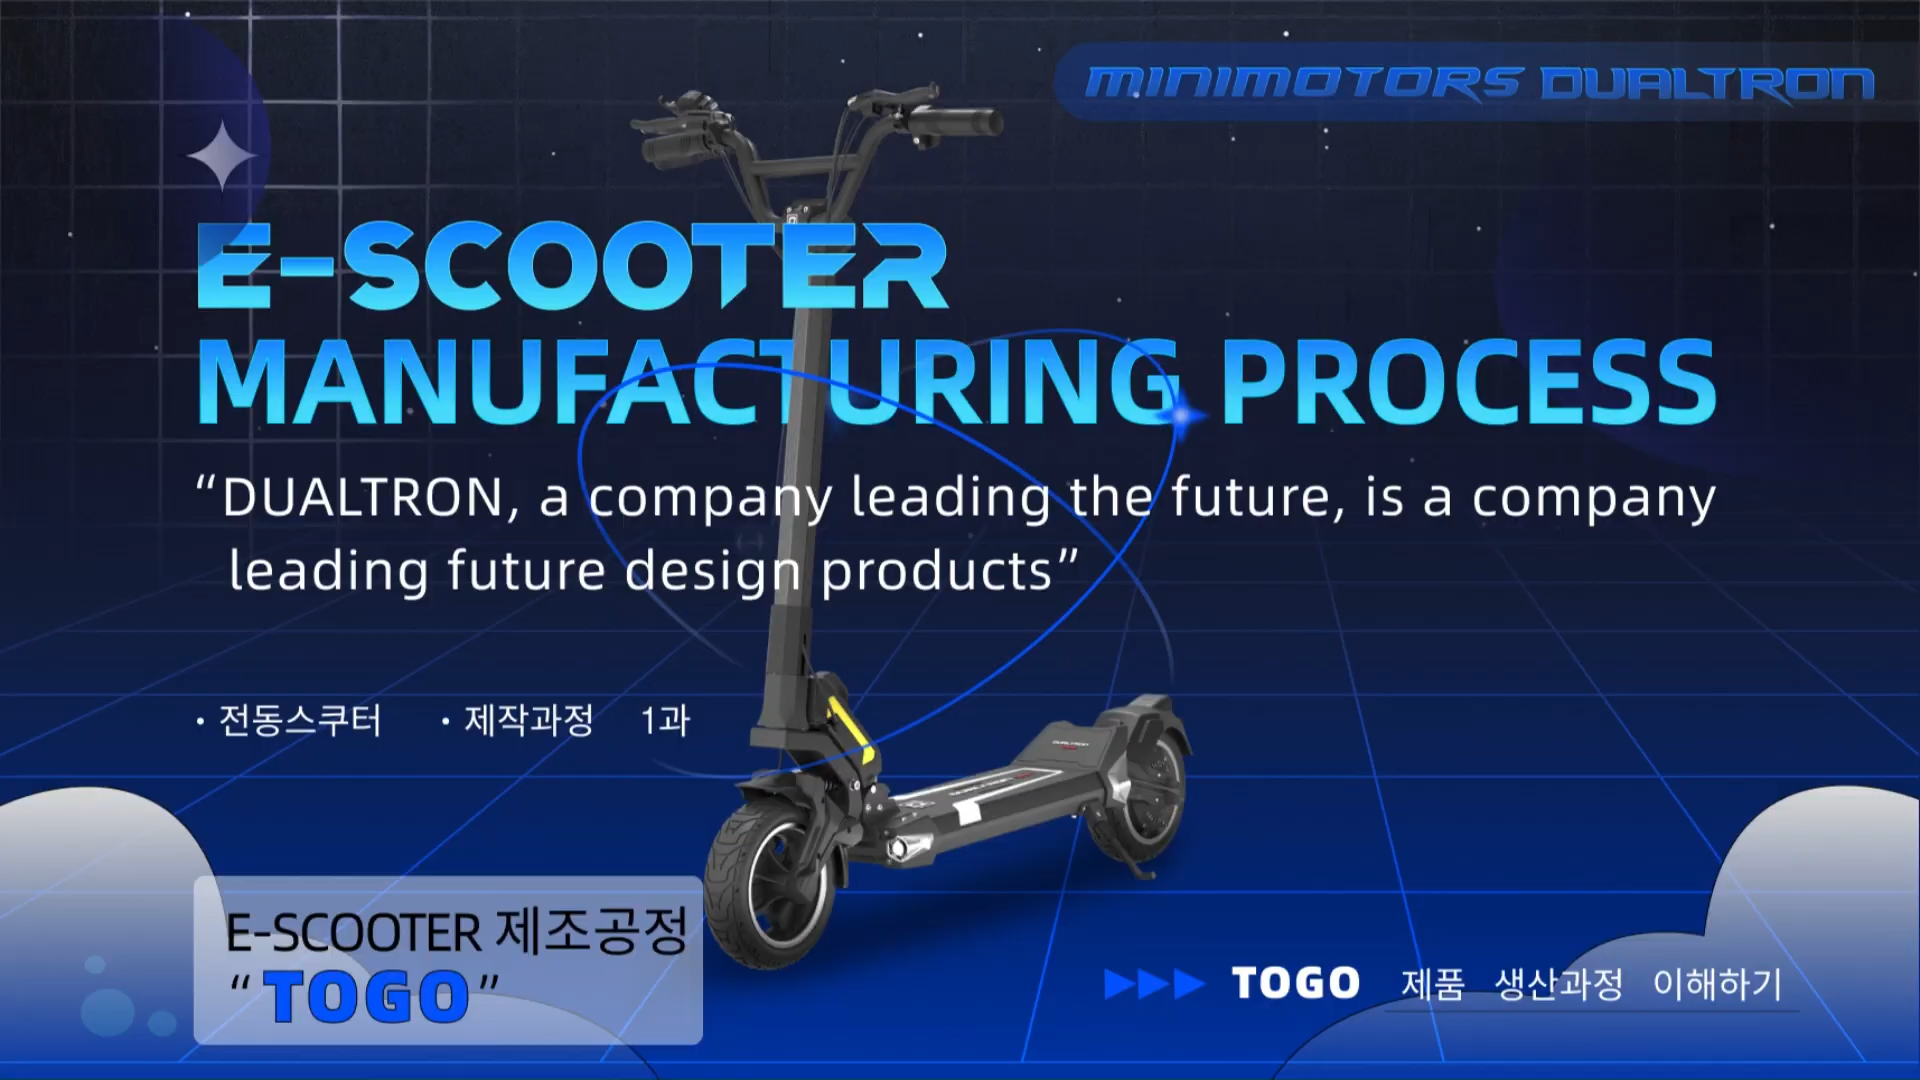 MINIMOTORS DUALTRON
E-SCOOTER
MANUFACTURING PROCESS
“DUALTRON, a company leading the future, is a company
leading future design products”
· 전동스쿠터 · 제작과정 1과
E-SCOOTER 제조공정
“TOGO”
TOGO 제품 생산과정 이해하기